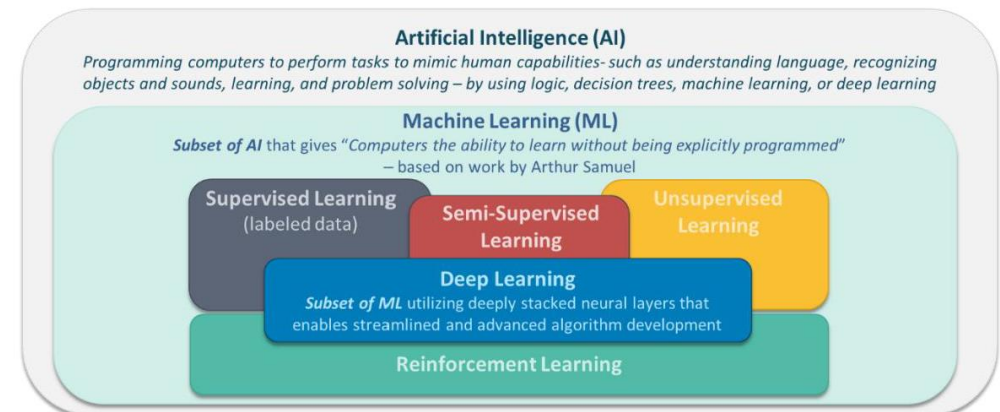 Artificial Intelligence (AI)
Programming computers to perform tasks to mimic human capabilities- such as understanding language, recognizing
objects and sounds, learning, and problem solving – by using logic, decision trees, machine learning, or deep learning
Machine Learning (ML)
Subset of AI that gives “Computers the ability to learn without being explicitly programmed”
– based on work by Arthur Samuel
Supervised Learning
(labeled data)
Semi-Supervised
Learning
Unsupervised
Learning
Deep Learning
Subset of ML utilizing deeply stacked neural layers that
enables streamlined and advanced algorithm development
Reinforcement Learning